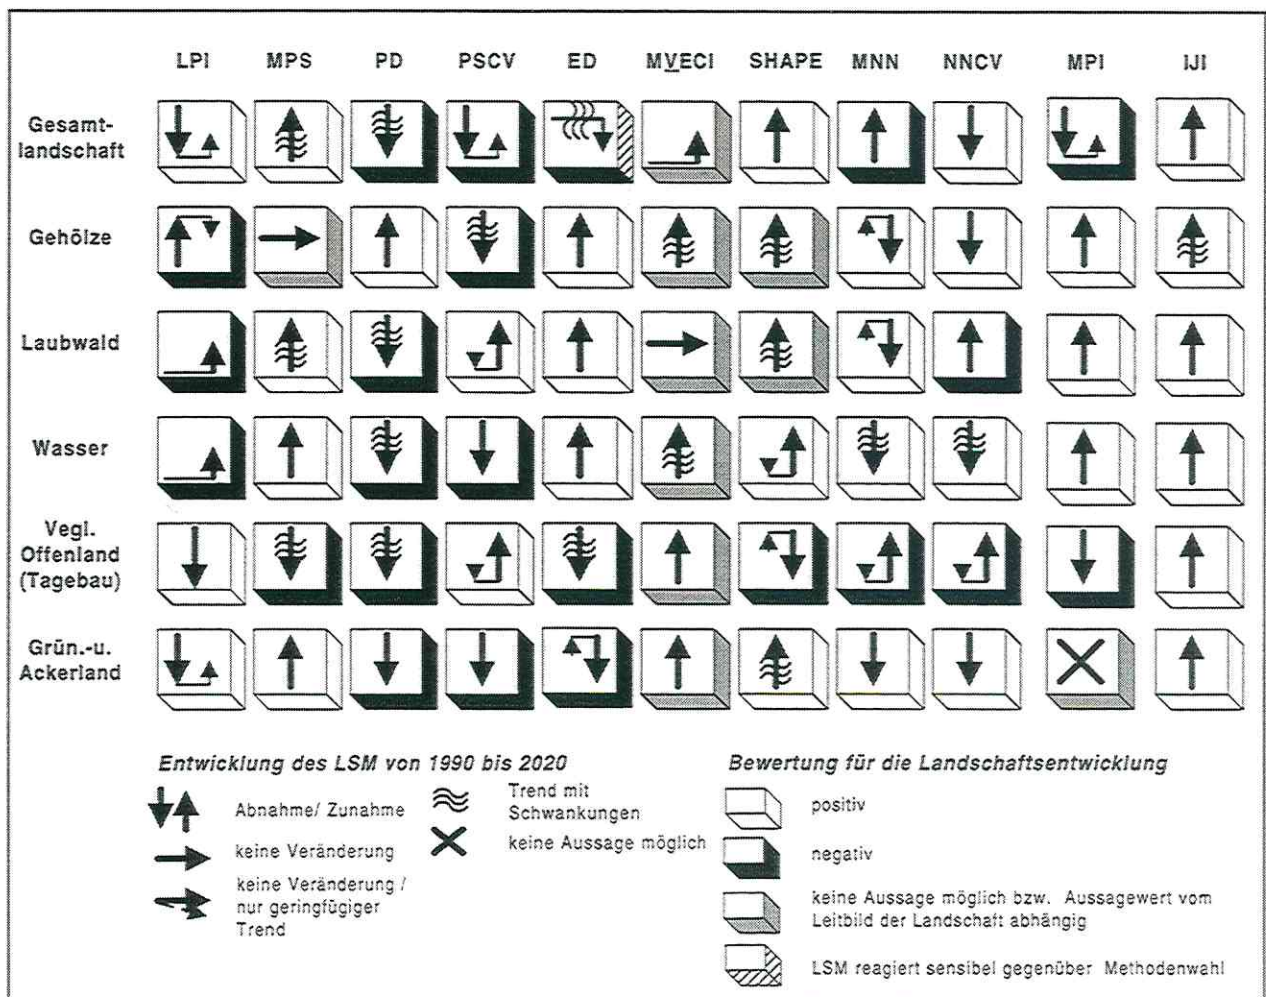 LPI MPS PD PSCV ED MVECI SHAPE MNN NNCV MPI IJI
Gesamt-
landschaft
Gehölze
Laubwald
Wasser
Vegl.
Offenland
(Tagebau)
Grün.-u.
Ackerland
Entwicklung des LSM von 1990 bis 2020
Abnahme/ Zunahme
keine Veränderung
keine Veränderung /
nur geringfügiger
Trend
Trend mit
Schwankungen
keine Aussage möglich
Bewertung für die Landschaftsentwicklung
positiv
negativ
keine Aussage möglich bzw. Aussagewert vom
Leitbild der Landschaft abhängig
LSM reagiert sensibel gegenüber Methodenwahl